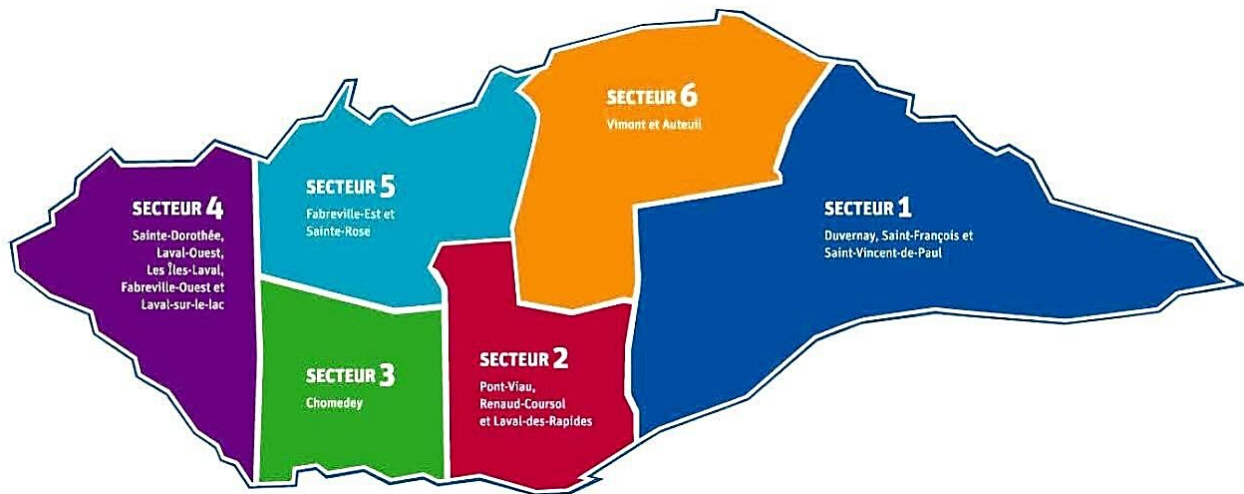 SECTEUR 6
Vimont et Auteuil
SECTEUR 5
Fabreville-Est et
Sainte-Rose
SECTEUR 4
Sainte-Dorothée,
Laval-Ouest,
Les Îles-Laval,
Fabreville-Ouest et
Laval-sur-le-lac
SECTEUR 1
Duvernay, Saint-François et
Saint-Vincent-de-Paul
SECTEUR 3
Chomedey
SECTEUR 2
Pont-Viau,
Renaud-Coursol
et Laval-des-Rapides